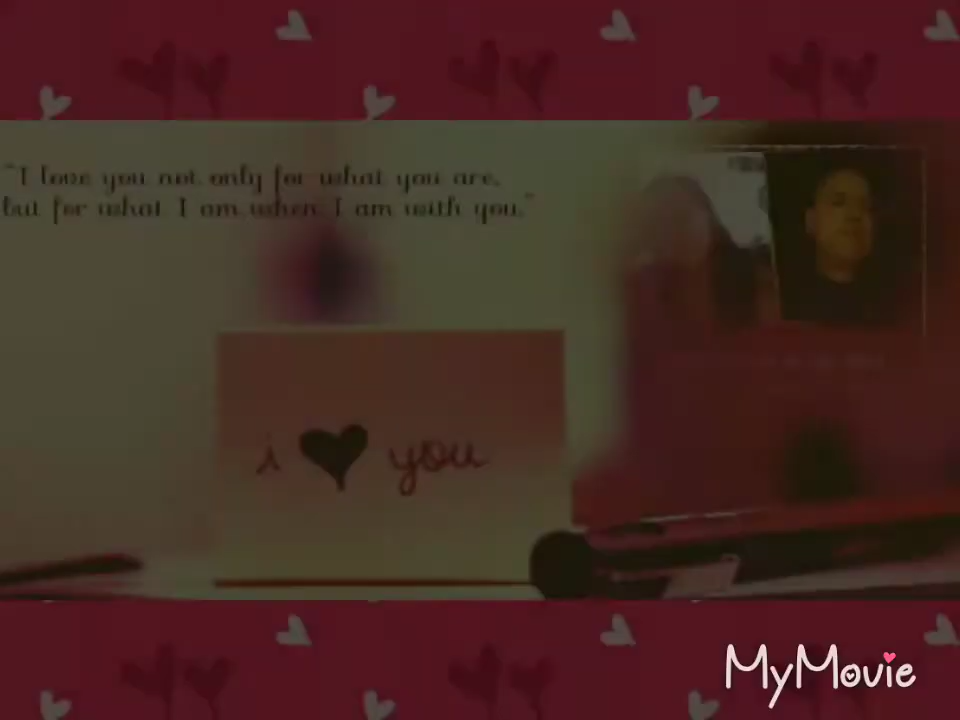 "I love you not only for what you are,
but for what I am when I am with you."
i ♥ you
MyMovie